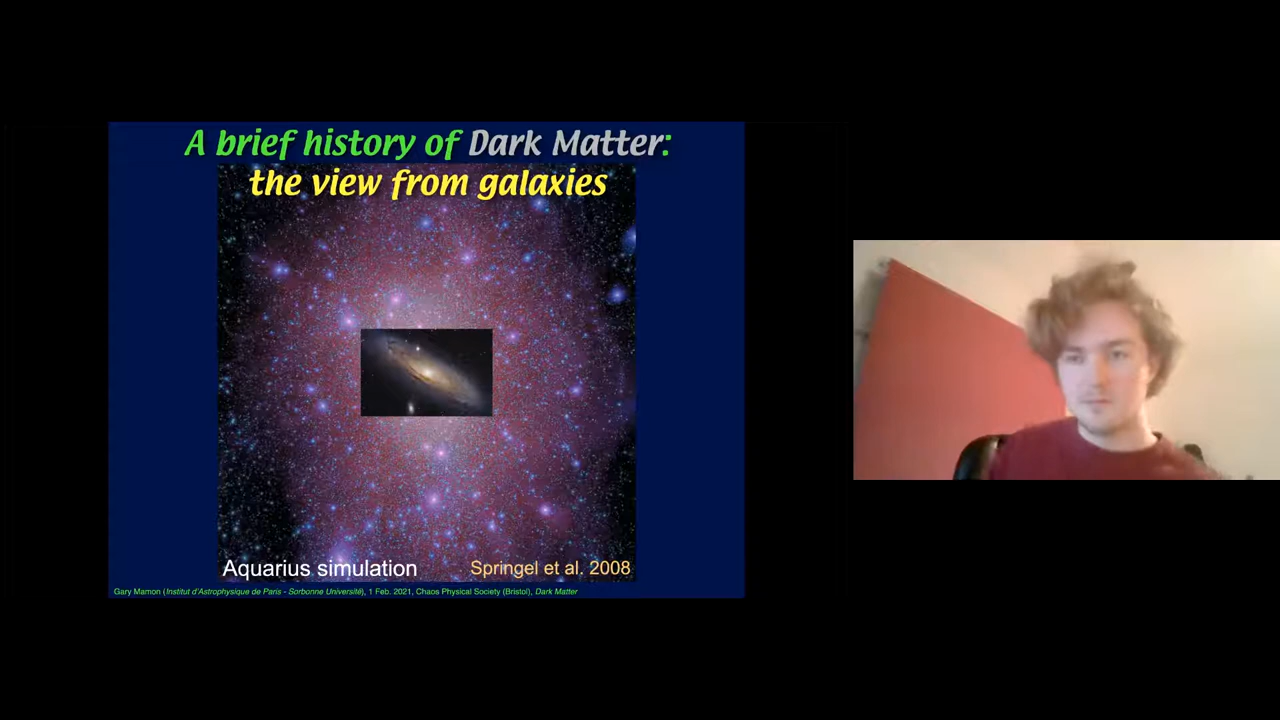 A brief history of Dark Matter:
the view from galaxies
Aquarius simulation
Springel et al. 2008
Gary Mamon (Institut d'Astrophysique de Paris - Sorbonne Université), 1 Feb. 2021, Chaos Physical Society (Bristol), Dark Matter